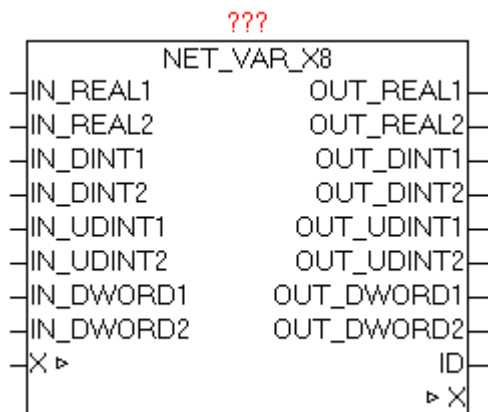 ???
NET_VAR_X8
IN_REAL1 OUT_REAL1
IN_REAL2 OUT_REAL2
IN_DINT1 OUT_DINT1
IN_DINT2 OUT_DINT2
IN_UDINT1 OUT_UDINT1
IN_UDINT2 OUT_UDINT2
IN_DWORD1 OUT_DWORD1
IN_DWORD2 OUT_DWORD2
X ▹ ID
▹ X